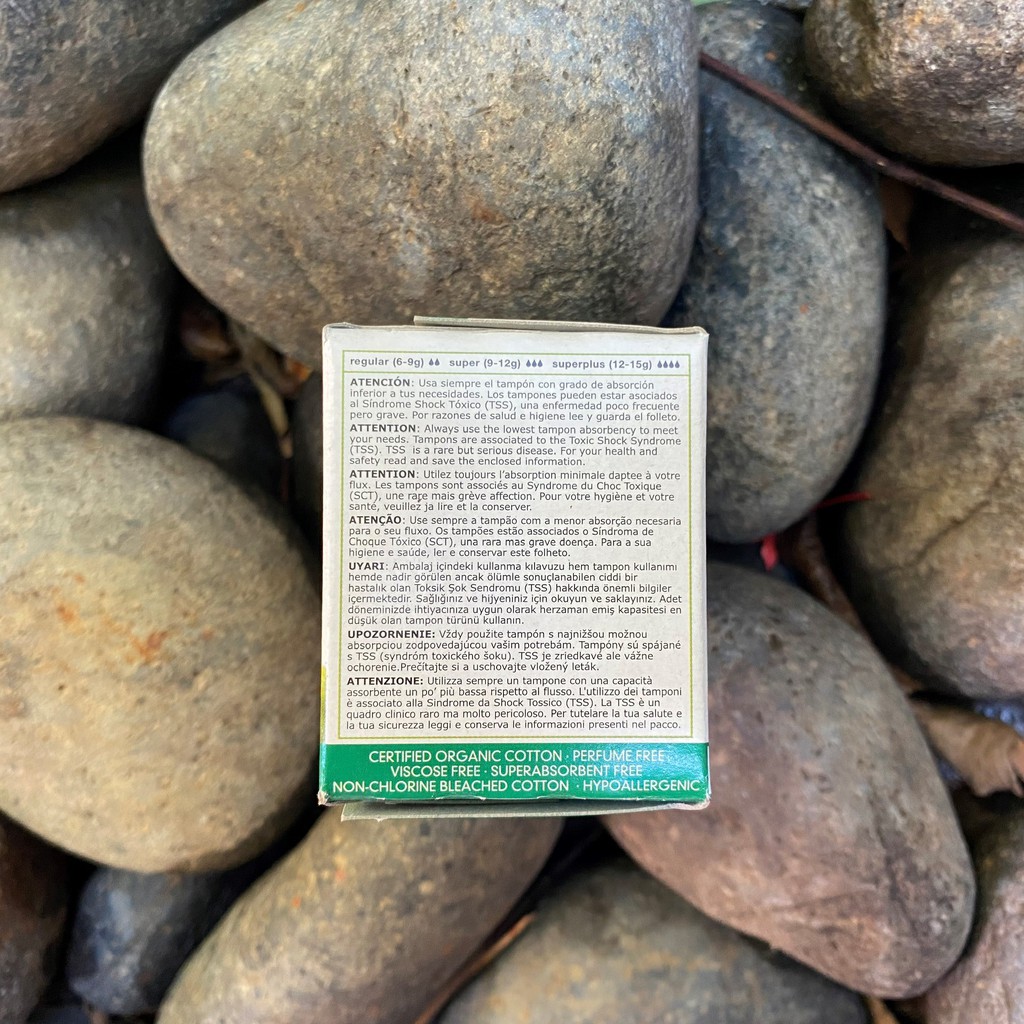 regular (6-9g) super (9-12g) superplus (12-15g)
ATENCIÓN: Usa siempre el tampón con grado de absorción
inferior a tus necesidades. Los tampones pueden estar asociados
al Síndrome Shock Tóxico (TSS), una enfermedad poco frecuente
pero grave. Por razones de salud e higiene lee y guarda el folleto.
ATTENTION: Always use the lowest tampon absorbency to meet
your needs. Tampons are associated to the Toxic Shock Syndrome
(TSS). TSS is a rare but serious disease. For your health and
safety read and save the enclosed information.
ATTENTION: Utilez toujours l'absorption minimale daptee à votre
flux. Les tampons sont associés au Syndrome du Choc Toxique
(SCT), une rare mais grève affection. Pour votre hygiène et votre
santé, veuillez ja lire et la conserver.
ATENÇÃO: Use sempre a tampão com a menor absorção necesaria
para o seu fluxo. Os tampões estão associados o Síndroma de
Choque Tóxico (SCT), una rara mas grave doença. Para a sua
higiene e saúde, ler e conservar este folheto.
UYARI: Ambalaj içindeki kullanma kılavuzu hem tampon kullanımı
hemde nadir görülen ancak ölümle sonuçlanabilen ciddi bir
hastalık olan Toksik Şok Sendromu (TSS) hakkında önemli bilgiler
içermektedir. Sağlığınız ve hijyeniniz için okuyun ve saklayınız. Adet
döneminizde ihtiyacınıza uygun olarak herzaman emiş kapasitesi en
düşük olan tampon türünü kullanın.
UPOZORNENIE: Vždy použite tampón s najnižšou možnou
absorpciou zodpovedajúcou vašim potrebám. Tampóny sú spájané
s TSS (syndróm toxického šoku). TSS je zriedkavé ale vážne
ochorenie.Prečítajte si a uschovajte vložený leták.
ATTENZIONE: Utilizza sempre un tampone con una capacità
assorbente un po' più bassa rispetto al flusso. L'utilizzo dei tamponi
è associato alla Sindrome da Shock Tossico (TSS). La TSS è un
quadro clinico raro ma molto pericoloso. Per tutelare la tua salute e
la tua sicurezza leggi e conserva le informazioni presenti nel pacco.
CERTIFIED ORGANIC COTTON · PERFUME FREE
VISCOSE FREE · SUPERABSORBENT FREE
NON-CHLORINE BLEACHED COTTON · HYPOALLERGENIC